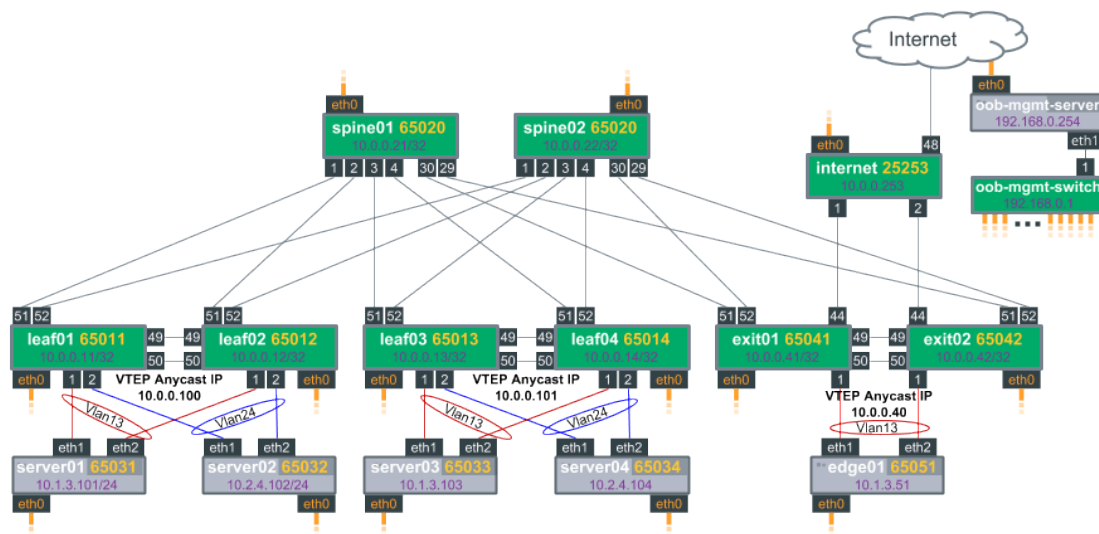 Internet
eth0
oob-mgmt-server
192.168.0.254
eth1
1
oob-mgmt-switch
192.168.0.1
eth0
spine01 65020
10.0.0.21/32
1 2 3 4 30 29
eth0
spine02 65020
10.0.0.22/32
1 2 3 4 30 29
eth0
48
internet 25253
10.0.0.253
1 2
51 52
leaf01 65011
10.0.0.11/32
49
50
eth0
1 2
51 52
leaf02 65012
10.0.0.12/32
49
50
1 2
eth0
VTEP Anycast IP
10.0.0.100
Vlan13
Vlan24
51 52
leaf03 65013
10.0.0.13/32
49
50
eth0
1 2
51 52
leaf04 65014
10.0.0.14/32
49
50
1 2
eth0
VTEP Anycast IP
10.0.0.101
Vlan13
Vlan24
51 52
44
exit01 65041
10.0.0.41/32
49
50
eth0
1
44
51 52
exit02 65042
10.0.0.42/32
49
50
1
eth0
VTEP Anycast IP
10.0.0.40
Vlan13
eth1 eth2
server01 65031
10.1.3.101/24
eth0
eth1 eth2
server02 65032
10.2.4.102/24
eth0
eth1 eth2
server03 65033
10.1.3.103
eth0
eth1 eth2
server04 65034
10.2.4.104
eth0
eth1 eth2
edge01 65051
10.1.3.51
eth0